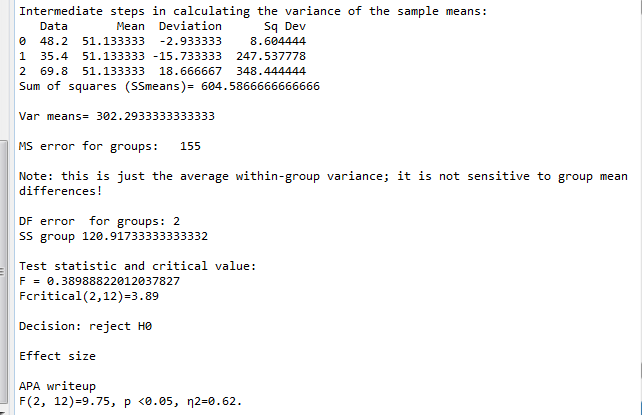 Intermediate steps in calculating the variance of the sample means:
Data Mean Deviation Sq Dev
0 48.2 51.133333 -2.933333 8.604444
1 35.4 51.133333 -15.733333 247.537778
2 69.8 51.133333 18.666667 348.444444
Sum of squares (SSmeans)= 604.5866666666666
Var means= 302.2933333333333
MS error for groups: 155
Note: this is just the average within-group variance; it is not sensitive to group mean
differences!
DF error for groups: 2
SS group 120.91733333333332
Test statistic and critical value:
F = 0.38988822012037827
Fcritical(2,12)=3.89
Decision: reject H0
Effect size
APA writeup
F(2, 12)=9.75, p <0.05, η2=0.62.